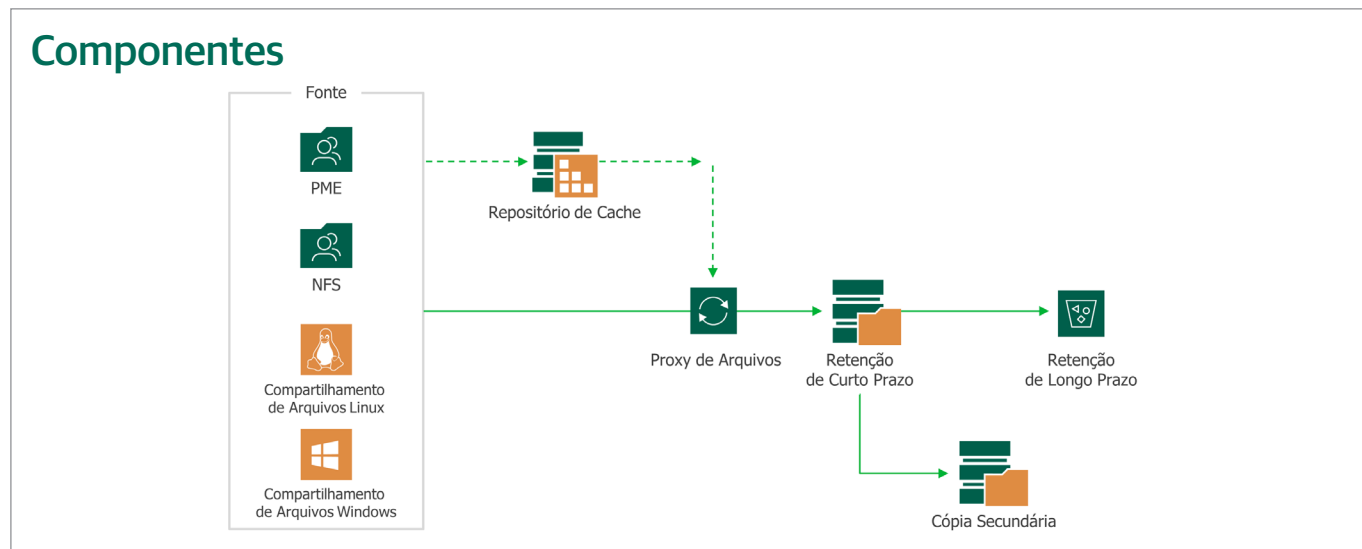 Componentes
Fonte
PME
NFS
Compartilhamento
de Arquivos Linux
Compartilhamento
de Arquivos Windows
Repositório de Cache
Proxy de Arquivos
Retenção
de Curto Prazo
Retenção
de Longo Prazo
Cópia Secundária